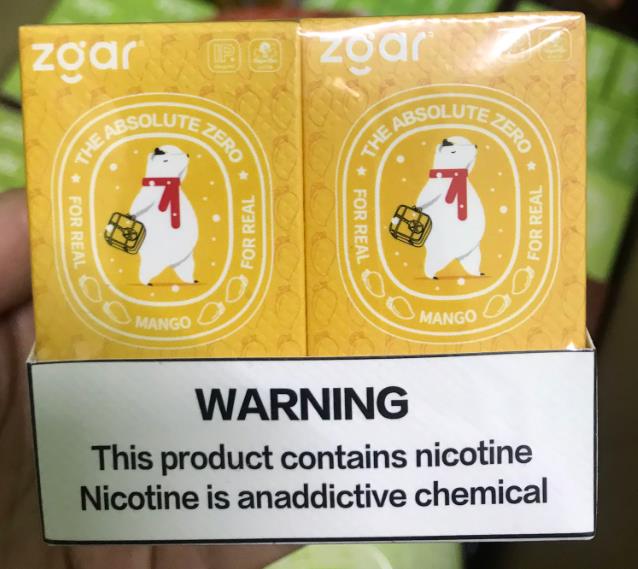 zgar
zgar
THE ABSOLUTE ZERO
FOR REAL
FOR REAL
MANGO
THE ABSOLUTE ZERO
FOR REAL
FOR REAL
MANGO
WARNING
This product contains nicotine
Nicotine is anaddictive chemical